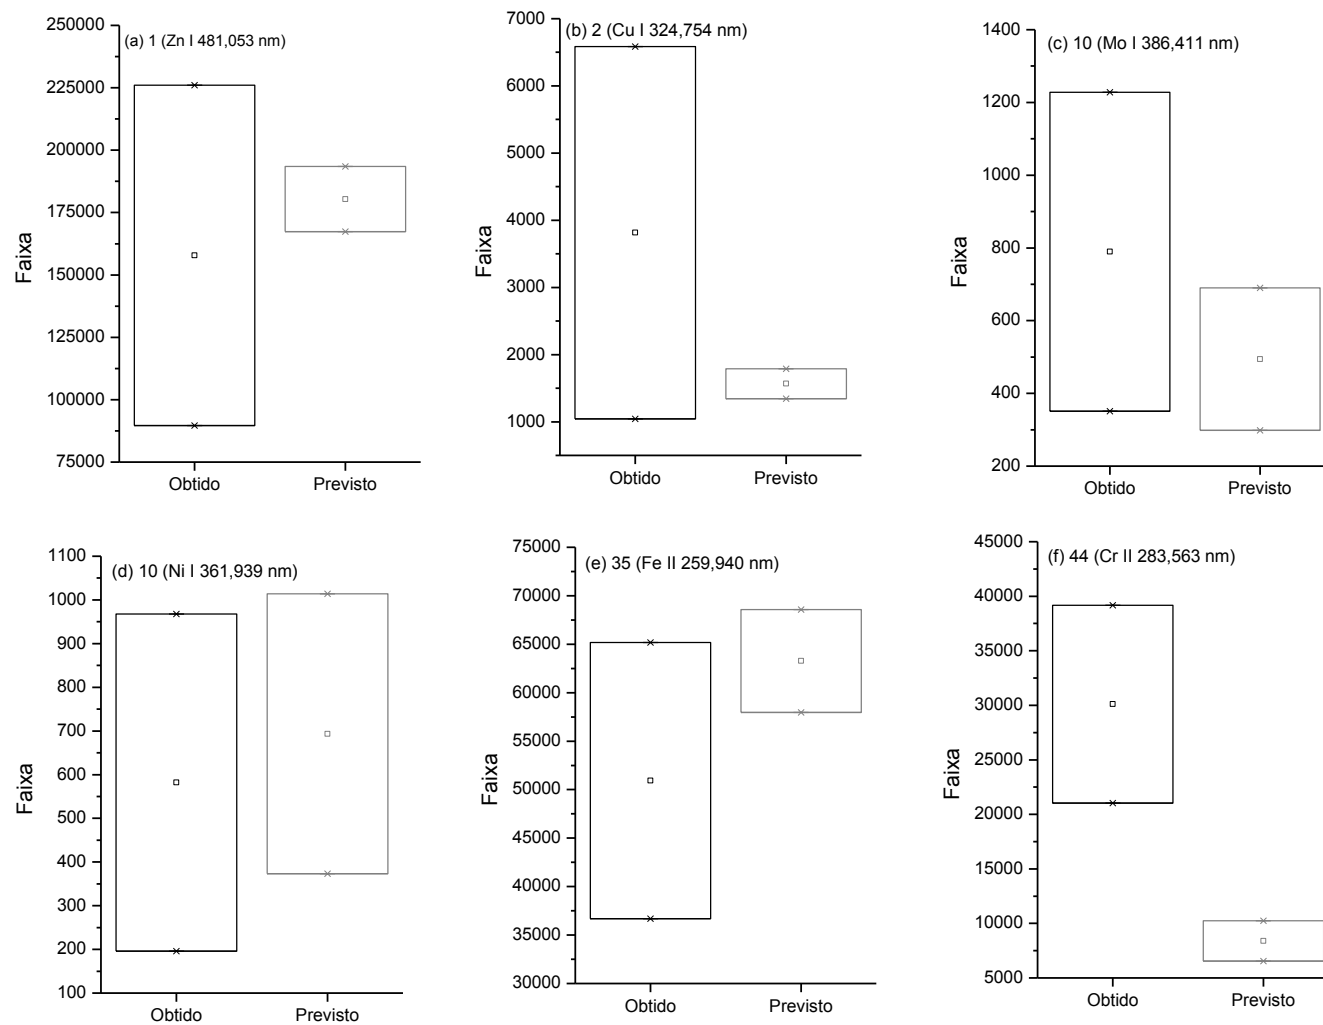 (a) 1 (Zn I 481,053 nm)
250000
225000
200000
175000
150000
125000
100000
75000
Faixa
Obtido
Previsto
(b) 2 (Cu I 324,754 nm)
7000
6000
5000
4000
3000
2000
1000
Faixa
Obtido
Previsto
(c) 10 (Mo I 386,411 nm)
1400
1200
1000
800
600
400
200
Faixa
Obtido
Previsto
(d) 10 (Ni I 361,939 nm)
1100
1000
900
800
700
600
500
400
300
200
100
Faixa
Obtido
Previsto
(e) 35 (Fe II 259,940 nm)
75000
70000
65000
60000
55000
50000
45000
40000
35000
30000
Faixa
Obtido
Previsto
(f) 44 (Cr II 283,563 nm)
45000
40000
35000
30000
25000
20000
15000
10000
5000
Faixa
Obtido
Previsto